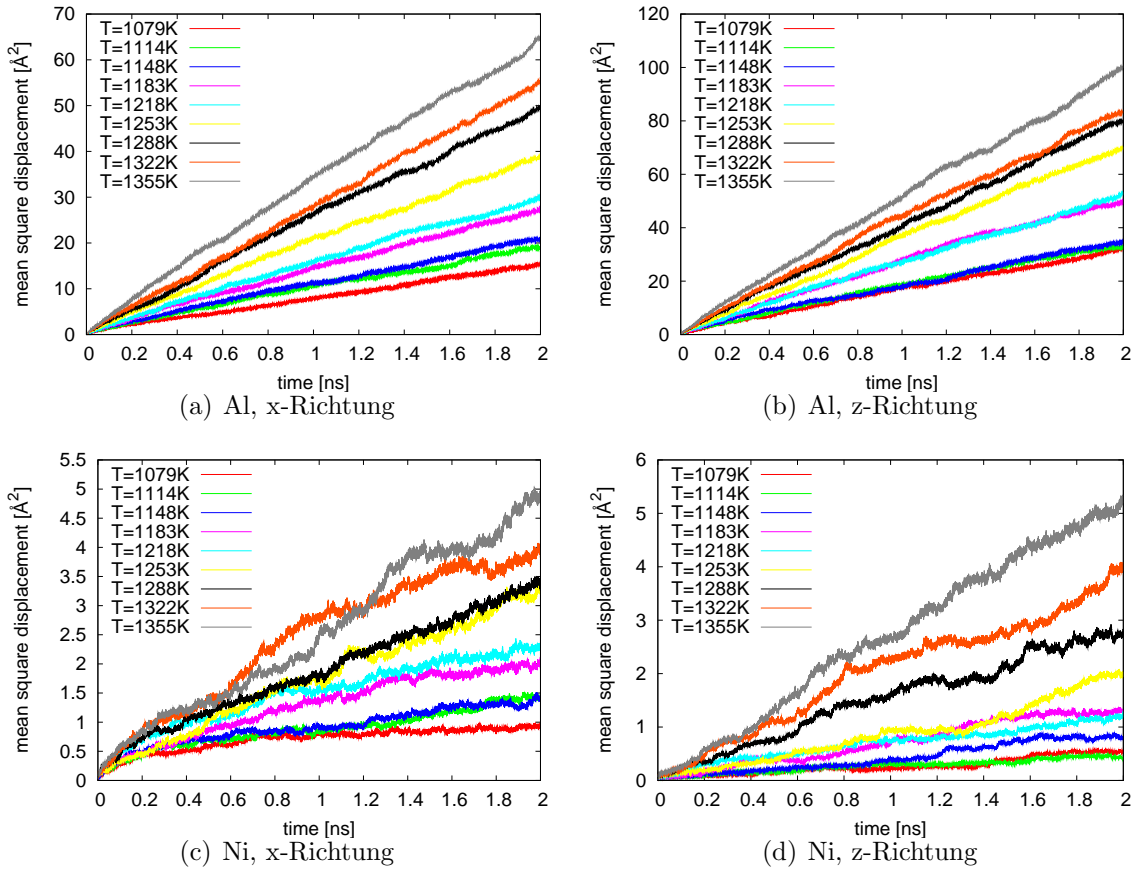 mean square displacement [Å²]
70
60
50
40
30
20
10
0
T=1079K
T=1114K
T=1148K
T=1183K
T=1218K
T=1253K
T=1288K
T=1322K
T=1355K
0 0.2 0.4 0.6 0.8 1 1.2 1.4 1.6 1.8 2
time [ns]
(a) Al, x-Richtung
mean square displacement [Å²]
120
100
80
60
40
20
0
T=1079K
T=1114K
T=1148K
T=1183K
T=1218K
T=1253K
T=1288K
T=1322K
T=1355K
0 0.2 0.4 0.6 0.8 1 1.2 1.4 1.6 1.8 2
time [ns]
(b) Al, z-Richtung
mean square displacement [Å²]
5.5
5
4.5
4
3.5
3
2.5
2
1.5
1
0.5
0
T=1079K
T=1114K
T=1148K
T=1183K
T=1218K
T=1253K
T=1288K
T=1322K
T=1355K
0 0.2 0.4 0.6 0.8 1 1.2 1.4 1.6 1.8 2
time [ns]
(c) Ni, x-Richtung
mean square displacement [Å²]
6
5
4
3
2
1
0
T=1079K
T=1114K
T=1148K
T=1183K
T=1218K
T=1253K
T=1288K
T=1322K
T=1355K
0 0.2 0.4 0.6 0.8 1 1.2 1.4 1.6 1.8 2
time [ns]
(d) Ni, z-Richtung